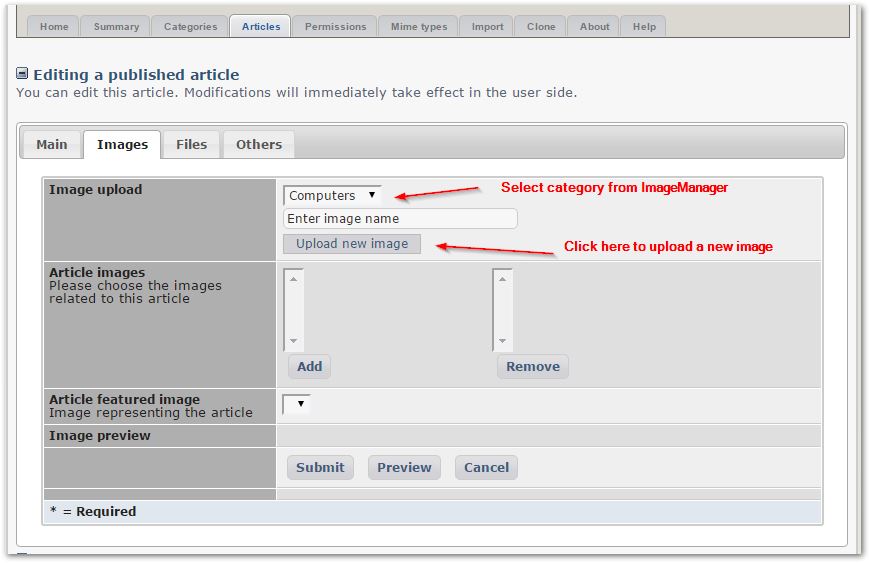 Home Summary Categories Articles Permissions Mime types Import Clone About Help
Editing a published article
You can edit this article. Modifications will immediately take effect in the user side.
Main Images Files Others
Image upload
Computers
Select category from ImageManager
Enter image name
Upload new image
Click here to upload a new image
Article images
Please choose the images
related to this article
Add Remove
Article featured image
Image representing the article
Image preview
Submit Preview Cancel
* = Required